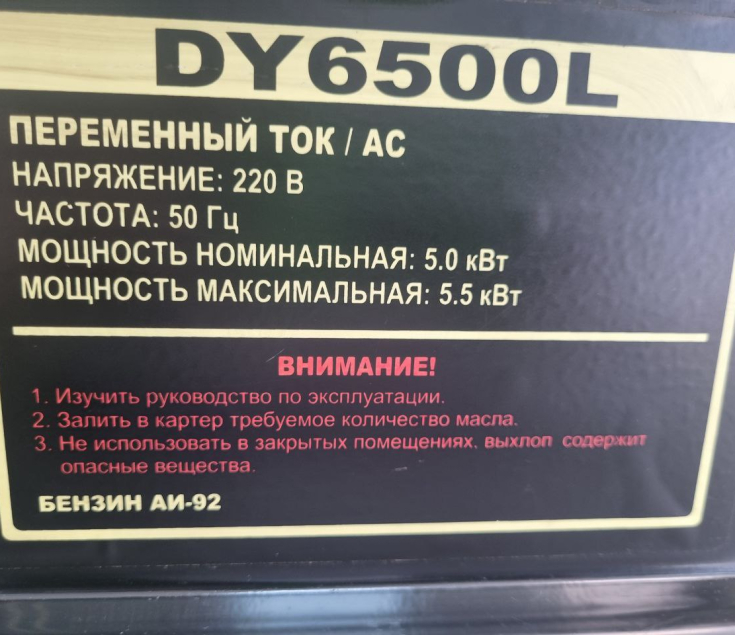 DY6500L
ПЕРЕМЕННЫЙ ТОК / АС
НАПРЯЖЕНИЕ: 220 В
ЧАСТОТА: 50 Гц
МОЩНОСТЬ НОМИНАЛЬНАЯ: 5.0 кВт
МОЩНОСТЬ МАКСИМАЛЬНАЯ: 5.5 кВт
ВНИМАНИЕ!
1. Изучить руководство по эксплуатации.
2. Залить в картер требуемое количество масла.
3. Не использовать в закрытых помещениях, выхлоп содержит
опасные вещества.
БЕНЗИН АИ-92